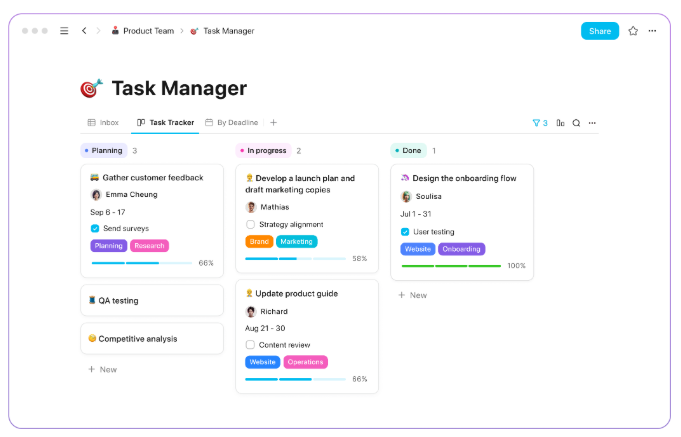 Product Team > Task Manager
Share
Task Manager
Inbox
Task Tracker
By Deadline
3
Planning 3
Gather customer feedback
Emma Cheung
Sep 6 - 17
Send surveys
Planning Research
66%
QA testing
Competitive analysis
+ New
In progress 2
Develop a launch plan and
draft marketing copies
Mathias
Strategy alignment
Brand Marketing
58%
Update product guide
Richard
Aug 21 - 30
Content review
Website Operations
66%
Done 1
Design the onboarding flow
Soulisa
Jul 1 - 31
User testing
Website Onboarding
100%
+ New